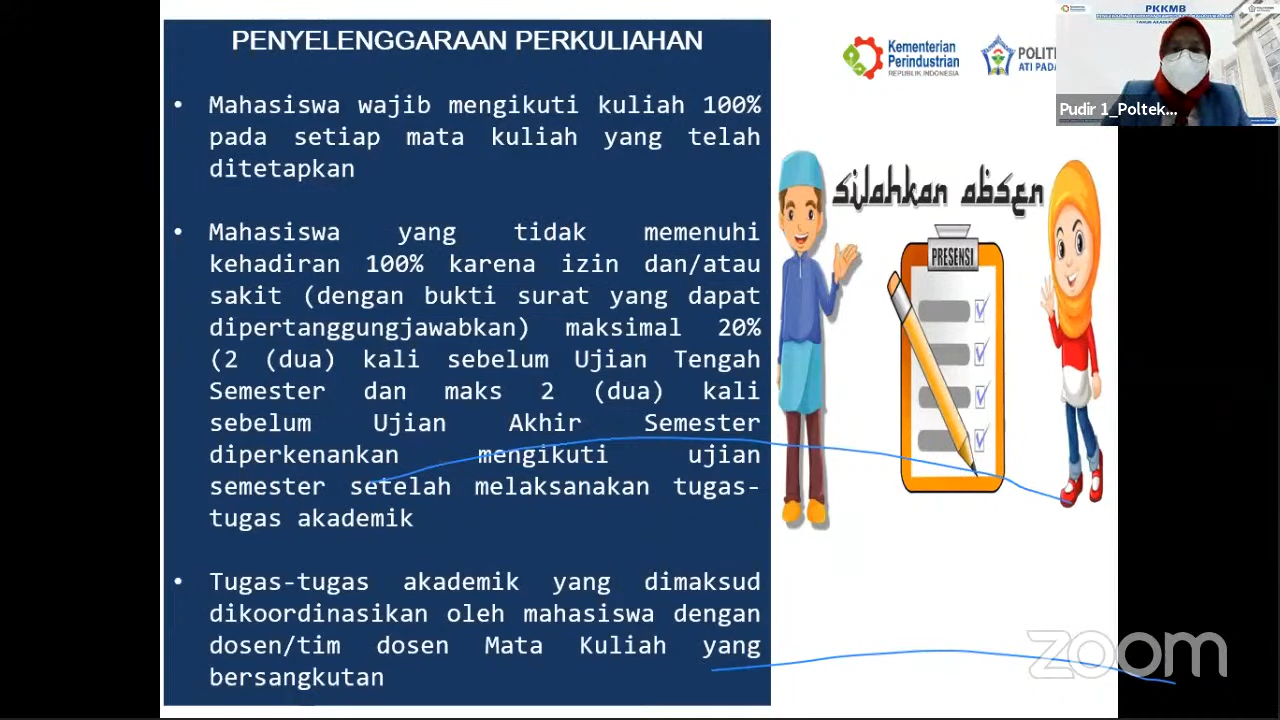 PENYELENGGARAAN PERKULIAHAN
• Mahasiswa wajib mengikuti kuliah 100%
pada setiap mata kuliah yang telah
ditetapkan
• Mahasiswa yang tidak memenuhi
kehadiran 100% karena izin dan/atau
sakit (dengan bukti surat yang dapat
dipertanggungjawabkan) maksimal 20%
(2 (dua) kali sebelum Ujian Tengah
Semester dan maks 2 (dua) kali
sebelum Ujian Akhir Semester
diperkenankan mengikuti ujian
semester setelah melaksanakan tugas-
tugas akademik
• Tugas-tugas akademik yang dimaksud
dikoordinasikan oleh mahasiswa dengan
dosen/tim dosen Mata Kuliah yang
bersangkutan
Kementerian
Perindustrian
REPUBLIK INDONESIA
POLITE
ATI PADA
PKKMB
Pudir 1_Poltek...
silahkan absen
PRESENSI
zoom